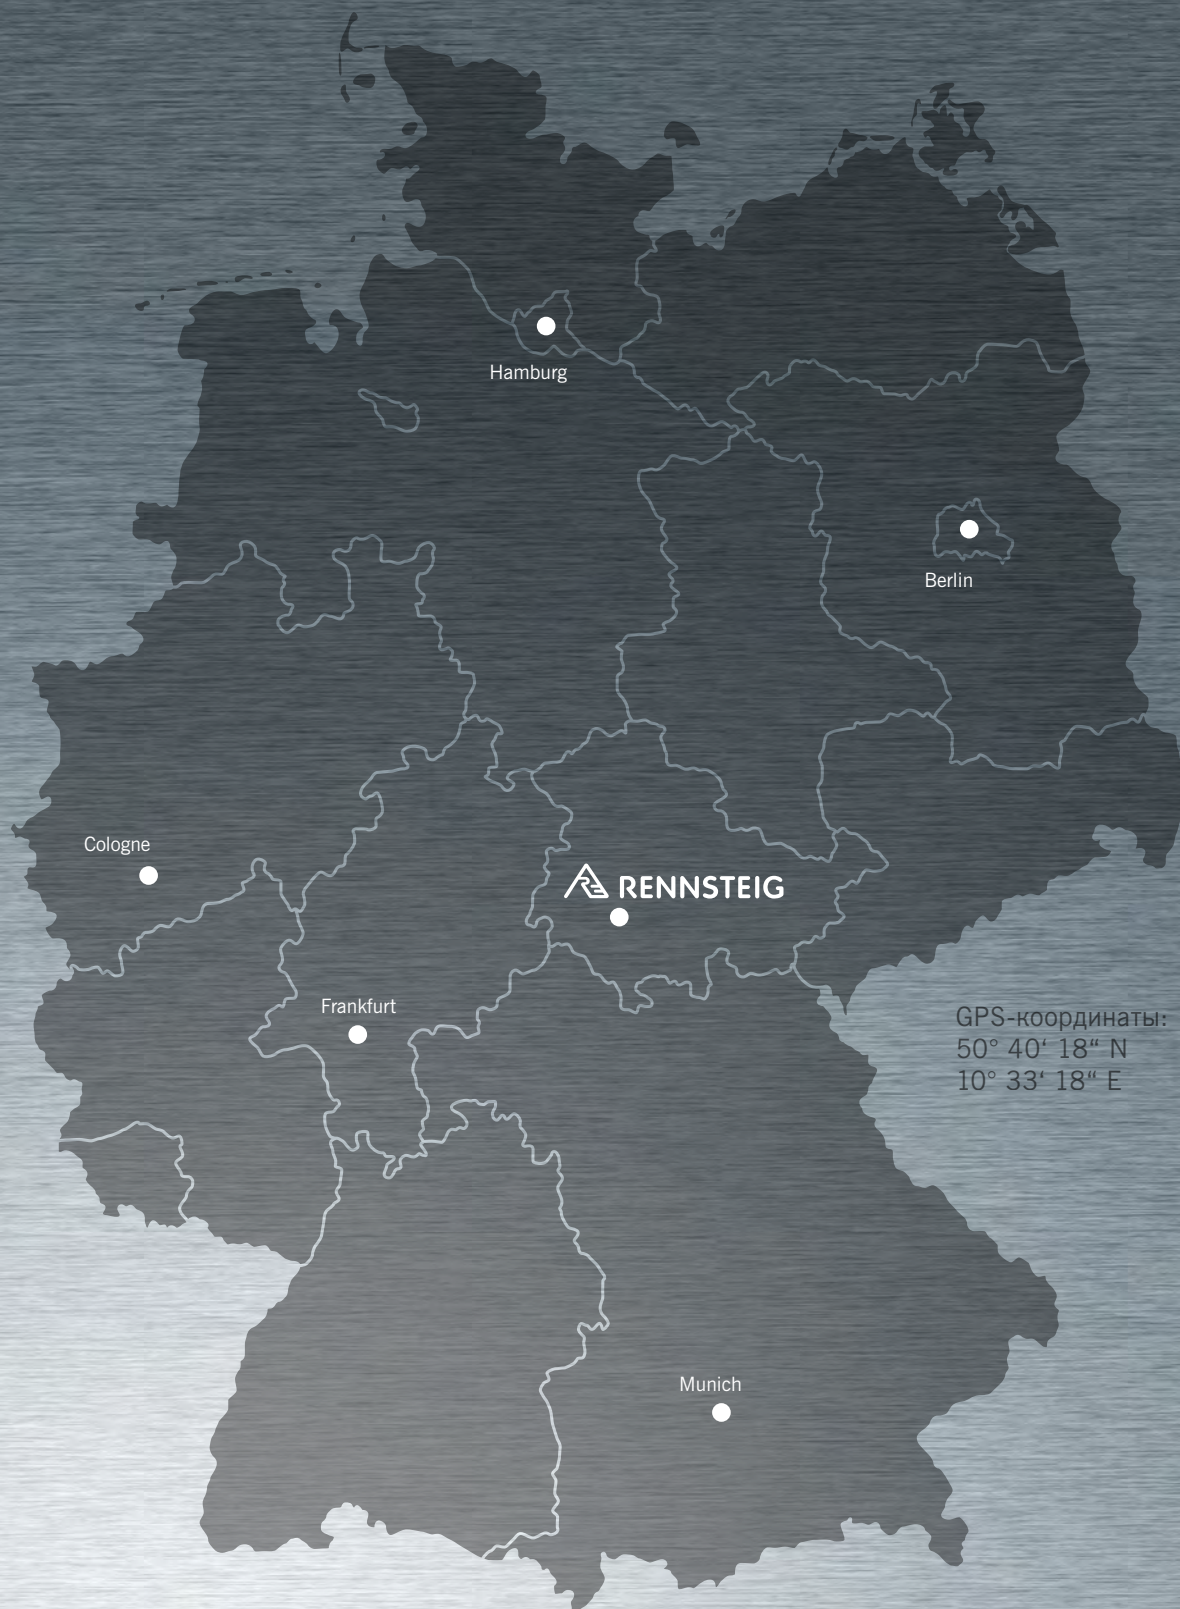 Hamburg
Berlin
Cologne
RENNSTEIG
Frankfurt
GPS-координаты:
50° 40‘ 18“ N
10° 33‘ 18“ E
Munich